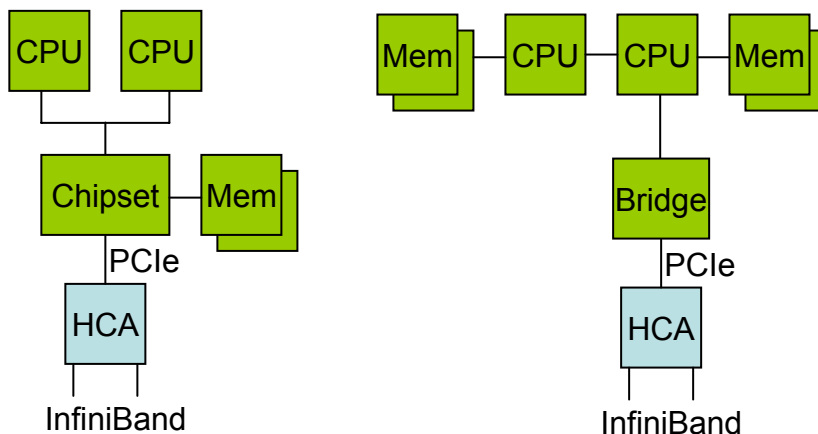 CPU
CPU
Chipset
Mem
PCIe
HCA
InfiniBand
Mem
CPU
CPU
Mem
Bridge
PCIe
HCA
InfiniBand